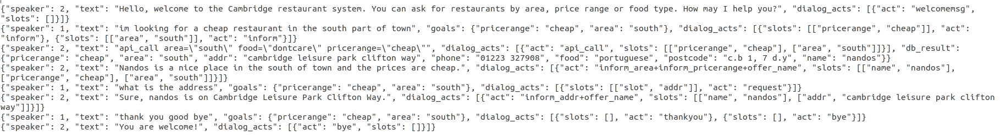 {"speaker": 2, "text": "Hello, welcome to the Cambridge restaurant system. You can ask for restaurants by area, price range or food type. How may I help you?", "dialog_acts": [{"act": "welcomemsg",
"slots": []}]}
{"speaker": 1, "text": "im looking for a cheap restaurant in the south part of town", "goals": {"pricerange": "cheap", "area": "south"}, "dialog_acts": [{"slots": [["pricerange", "cheap"]], "act":
"inform"}, {"slots": [["area", "south"]], "act": "inform"}]}
{"speaker": 2, "text": "api_call area=\"south\" food=\"dontcare\" pricerange=\"cheap\"", "dialog_acts": [{"act": "api_call", "slots": [["pricerange", "cheap"], ["area", "south"]]}], "db_result":
{"pricerange": "cheap", "area": "south", "addr": "cambridge leisure park clifton way", "phone": "01223 327908", "food": "portuguese", "postcode": "c.b 1, 7 d.y", "name": "nandos"}}
{"speaker": 2, "text": "Nandos is a nice place in the south of town and the prices are cheap.", "dialog_acts": [{"act": "inform_area+inform_pricerange+offer_name", "slots": [["name", "nandos"],
["pricerange", "cheap"], ["area", "south"]]}]}
{"speaker": 1, "text": "what is the address", "goals": {"pricerange": "cheap", "area": "south"}, "dialog_acts": [{"slots": [["slot", "addr"]], "act": "request"}]}
{"speaker": 2, "text": "Sure, nandos is on Cambridge Leisure Park Clifton Way.", "dialog_acts": [{"act": "inform_addr+offer_name", "slots": [["name", "nandos"], ["addr", "cambridge leisure park clifton
way"]]}]}
{"speaker": 1, "text": "thank you good bye", "goals": {"pricerange": "cheap", "area": "south"}, "dialog_acts": [{"slots": [], "act": "thankyou"}, {"slots": [], "act": "bye"}]}
{"speaker": 2, "text": "You are welcome!", "dialog_acts": [{"act": "bye", "slots": []}]}